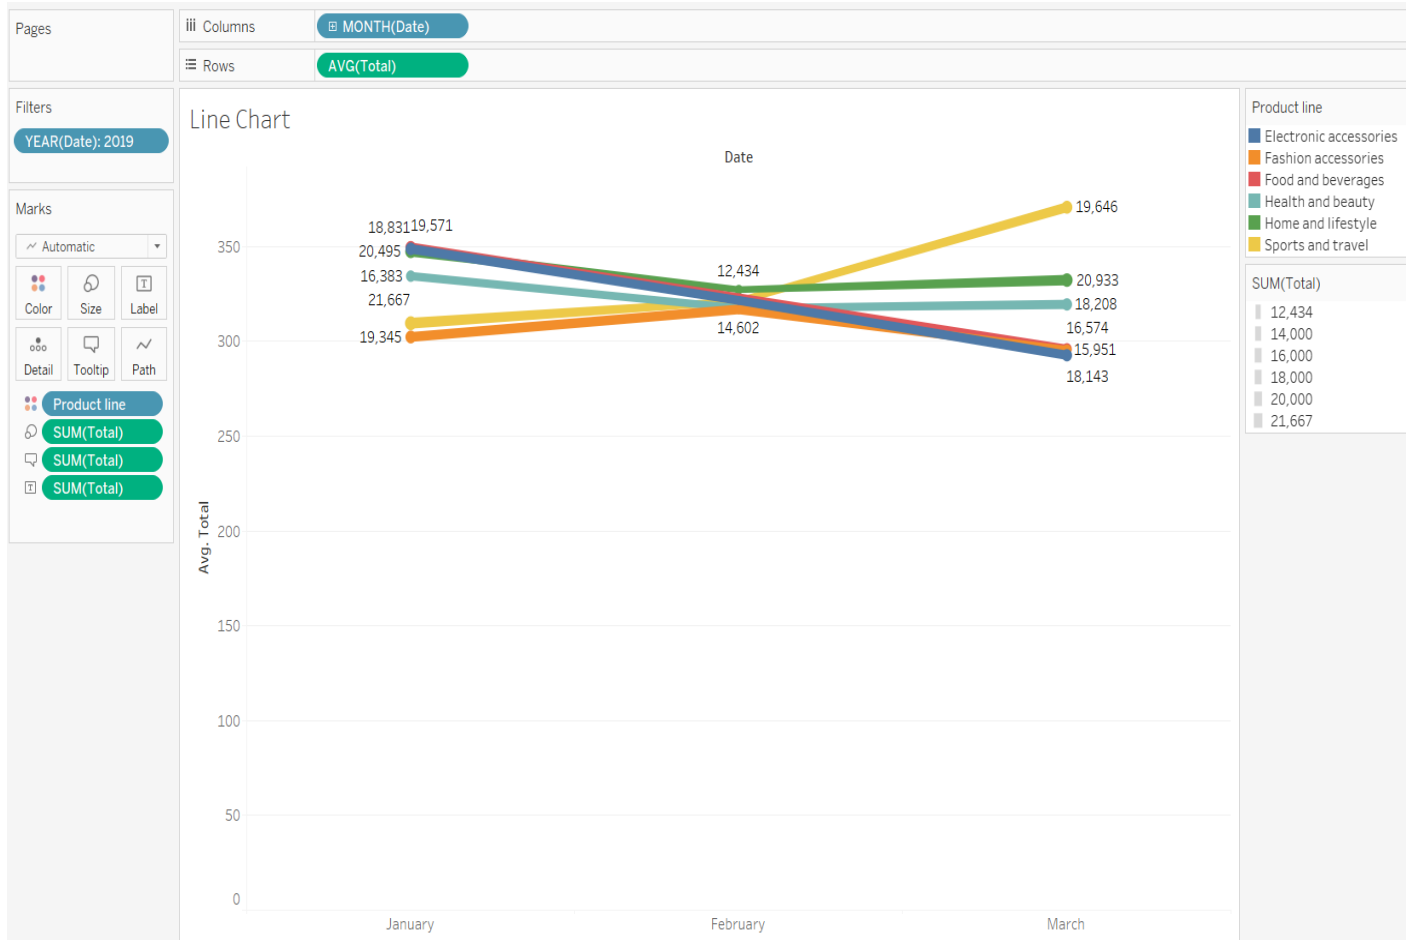 Pages
Columns
MONTH(Date)
Rows
AVG(Total)
Filters
YEAR(Date): 2019
Marks
Automatic
Color
Size
Label
Detail
Tooltip
Path
Product line
SUM(Total)
SUM(Total)
SUM(Total)
Line Chart
Date
Avg. Total
350
300
250
200
150
100
50
0
18,831 19,571
20,495
16,383
21,667
19,345
12,434
14,602
19,646
20,933
18,208
16,574
15,951
18,143
January
February
March
Product line
Electronic accessories
Fashion accessories
Food and beverages
Health and beauty
Home and lifestyle
Sports and travel
SUM(Total)
12,434
14,000
16,000
18,000
20,000
21,667